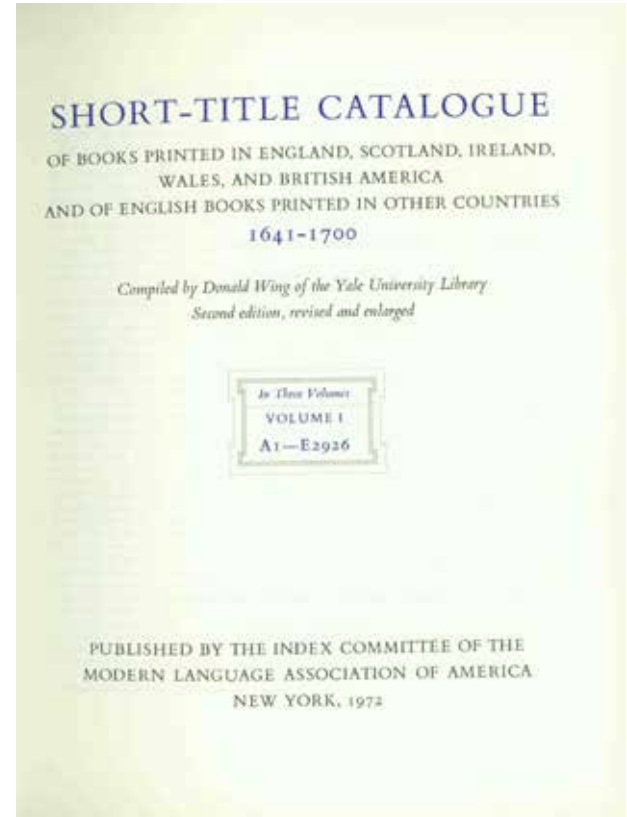 SHORT-TITLE CATALOGUE
OF BOOKS PRINTED IN ENGLAND, SCOTLAND, IRELAND,
WALES, AND BRITISH AMERICA
AND OF ENGLISH BOOKS PRINTED IN OTHER COUNTRIES
1641-1700
Compiled by Donald Wing of the Yale University Library
Second edition, revised and enlarged
In Three Volumes
VOLUME I
A1—E2926
PUBLISHED BY THE INDEX COMMITTEE OF THE
MODERN LANGUAGE ASSOCIATION OF AMERICA
NEW YORK, 1972